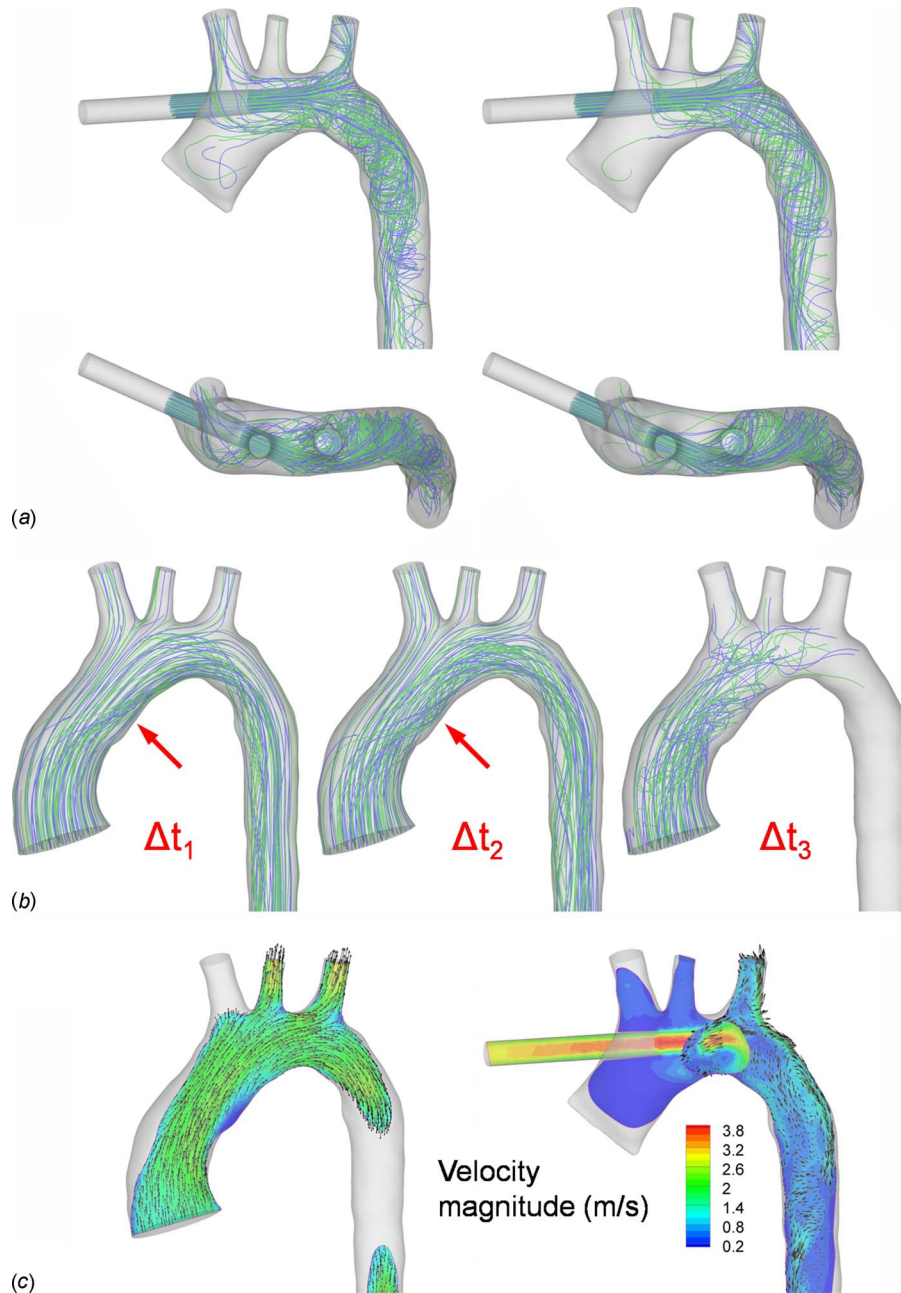 (a)
Δt1
Δt2
Δt3
(b)
Velocity
magnitude (m/s)
3.8
3.2
2.6
2
1.4
0.8
0.2
(c)